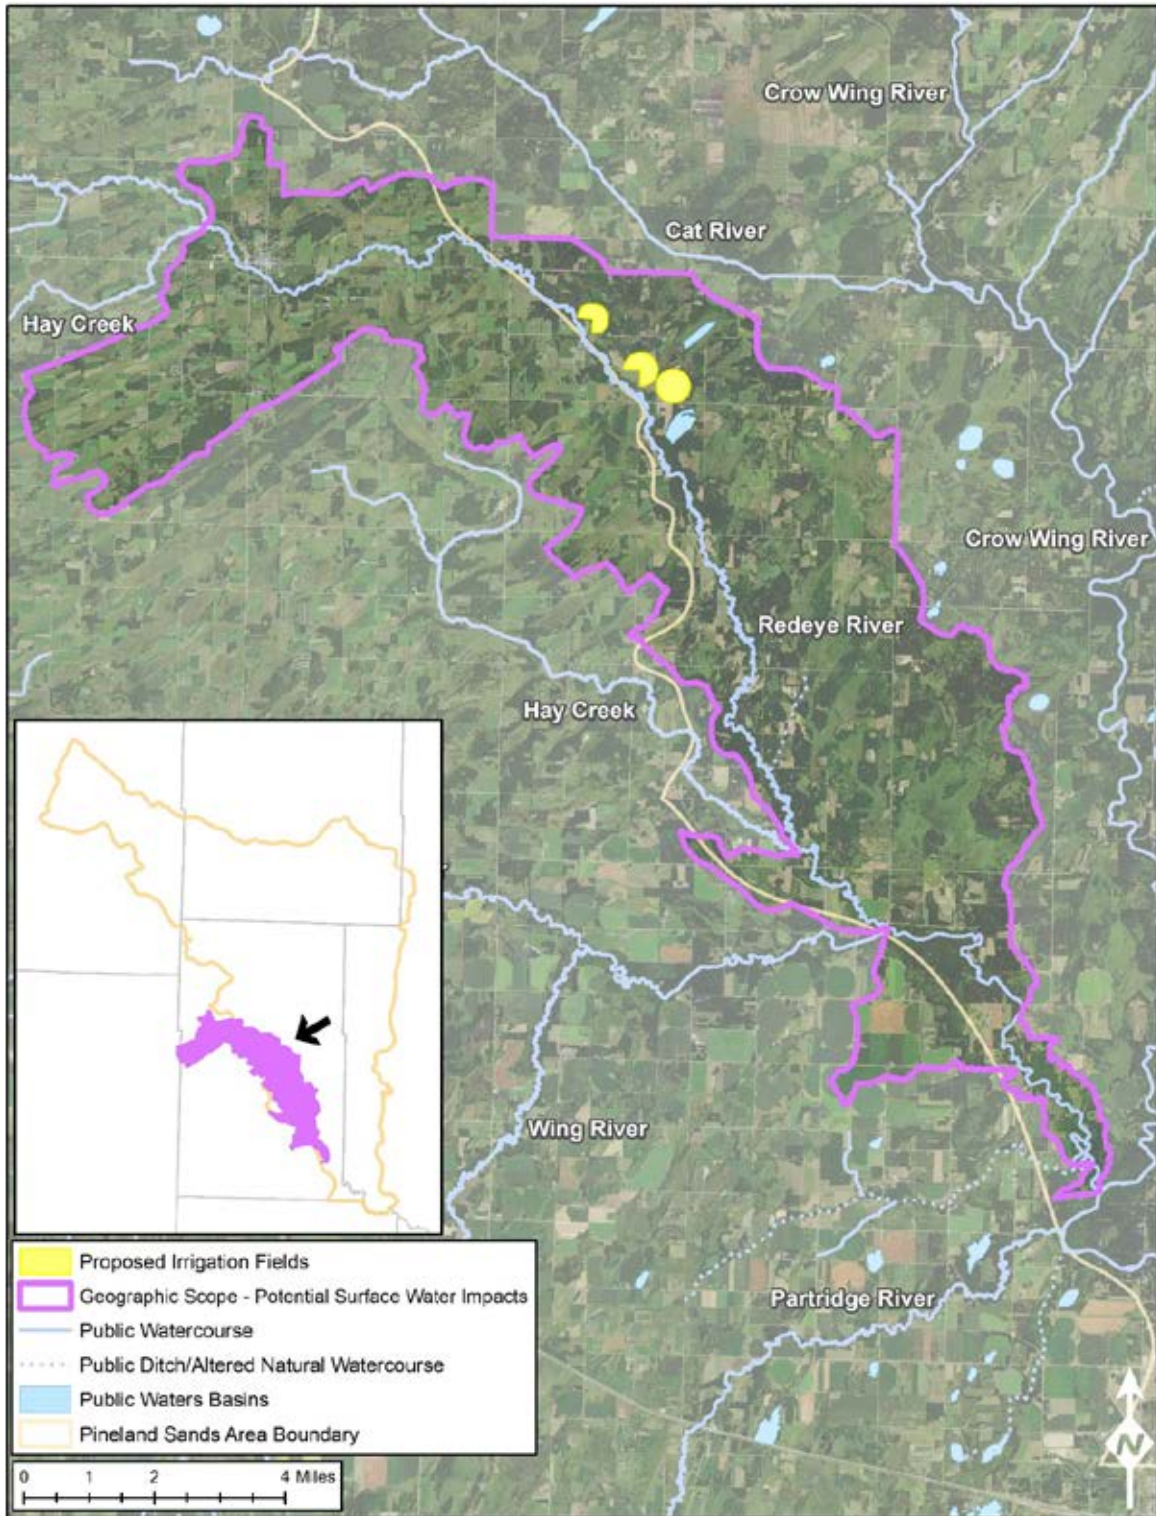 Crow Wing River
Cat River
Hay Creek
Crow Wing River
Redeye River
Hay Creek
Wing River
Partridge River
Proposed Irrigation Fields
Geographic Scope - Potential Surface Water Impacts
Public Watercourse
Public Ditch/Altered Natural Watercourse
Public Waters Basins
Pineland Sands Area Boundary
0 1 2 4 Miles
N